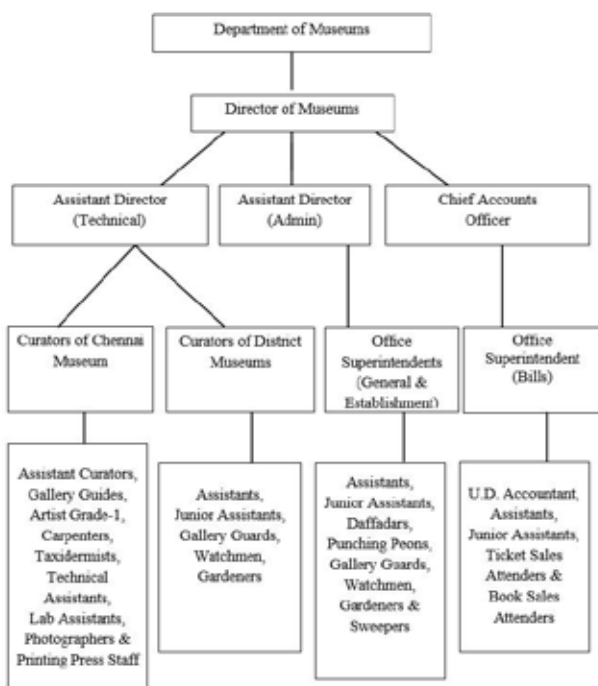 Department of Museums
Director of Museums
Assistant Director
(Technical)
Assistant Director
(Admin)
Chief Accounts
Officer
Curators of Chennai
Museum
Curators of District
Museums
Office
Superintendents
(General &
Establishment)
Office
Superintendent
(Bills)
Assistant Curators,
Gallery Guides,
Artist Grade-1,
Carpenters,
Taxidermists,
Technical
Assistants,
Lab Assistants,
Photographers &
Printing Press Staff
Assistants,
Junior Assistants,
Gallery Guards,
Watchmen,
Gardeners
Assistants,
Junior Assistants,
Daffadars,
Punching Peons,
Gallery Guards,
Watchmen,
Gardeners &
Sweepers
U.D. Accountant,
Assistants,
Junior Assistants,
Ticket Sales
Attenders &
Book Sales
Attenders